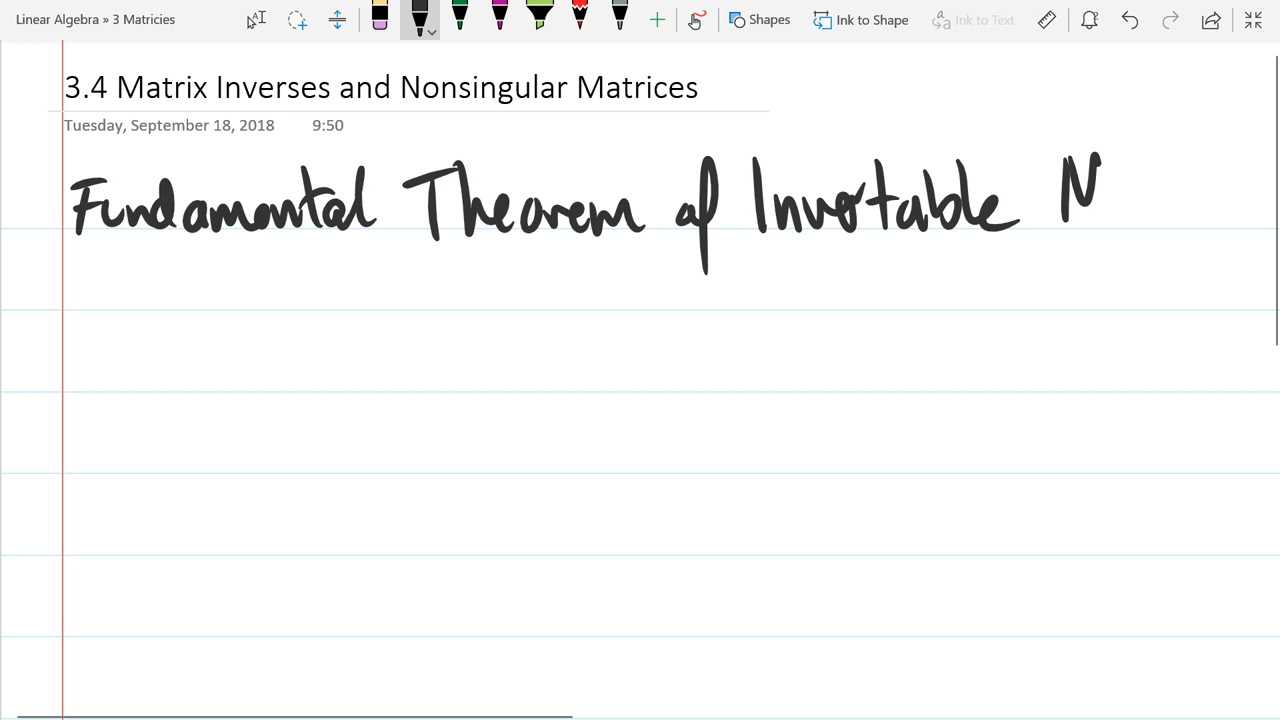 Linear Algebra » 3 Matricies
Shapes
Ink to Shape
Ink to Text
3.4 Matrix Inverses and Nonsingular Matrices
Tuesday, September 18, 2018 9:50
Fundamental Theorem of Invertable